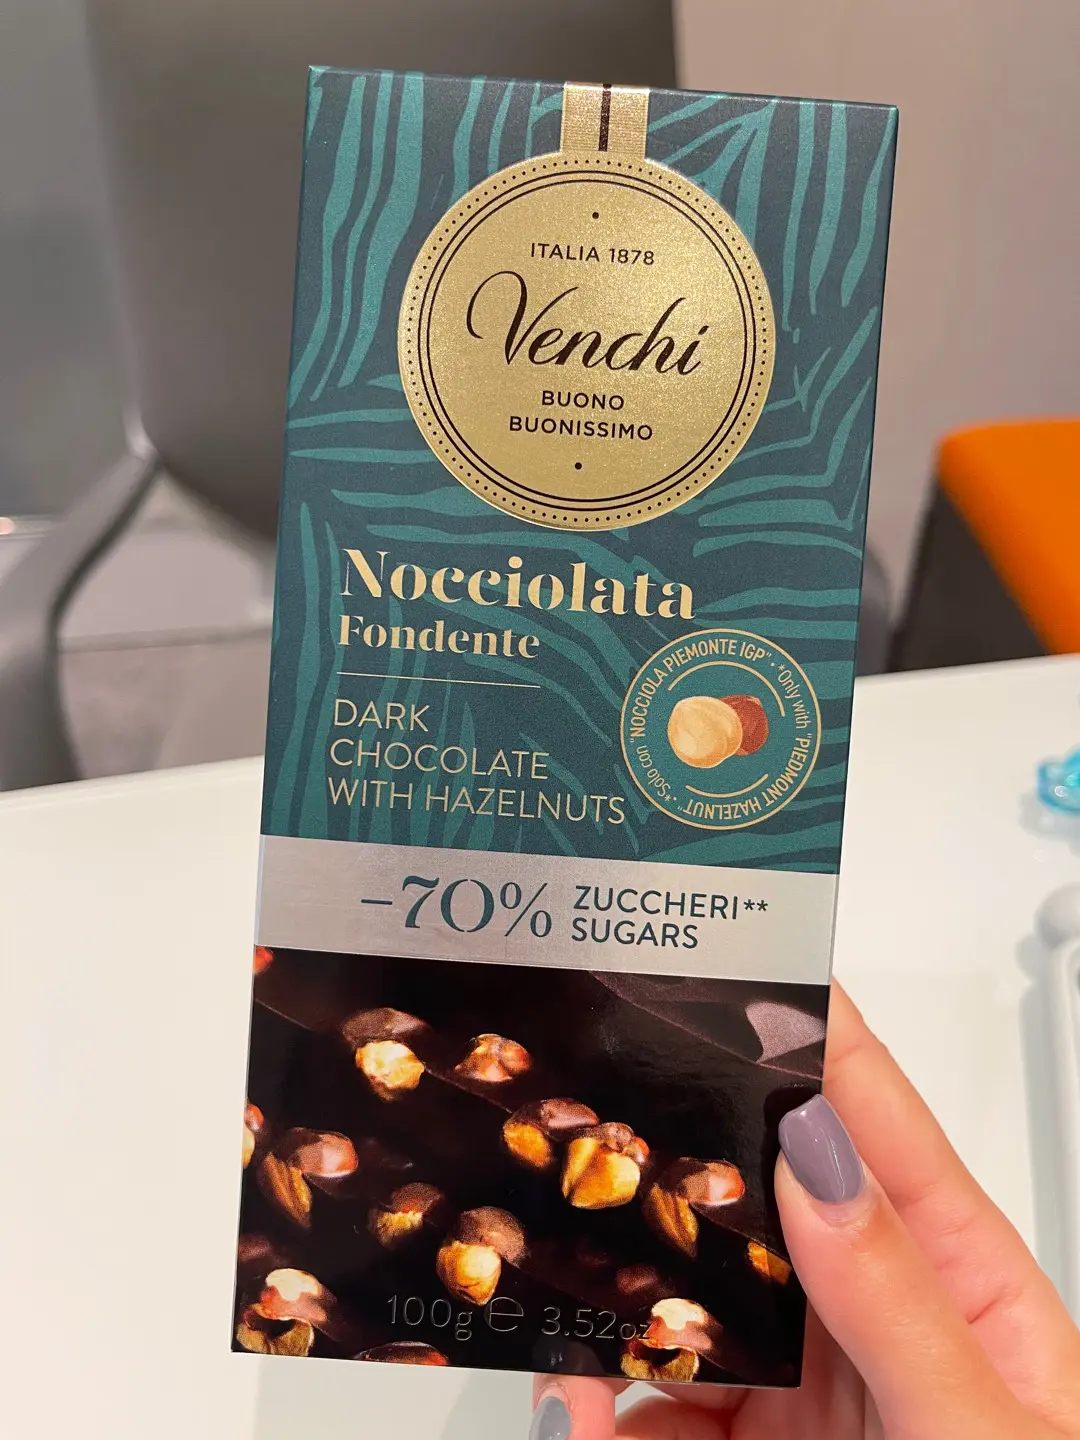 ITALIA 1878
Venchi
BUONO
BUONISSIMO
Nocciolata
Fondente
DARK
CHOCOLATE
WITH HAZELNUTS
*Solo con "NOCCIOLA PIEMONTE IGP" · *Only with "PIEDMONT HAZELNUT" ·
-70% ZUCCHERI**
SUGARS
100g ℮ 3.52oz